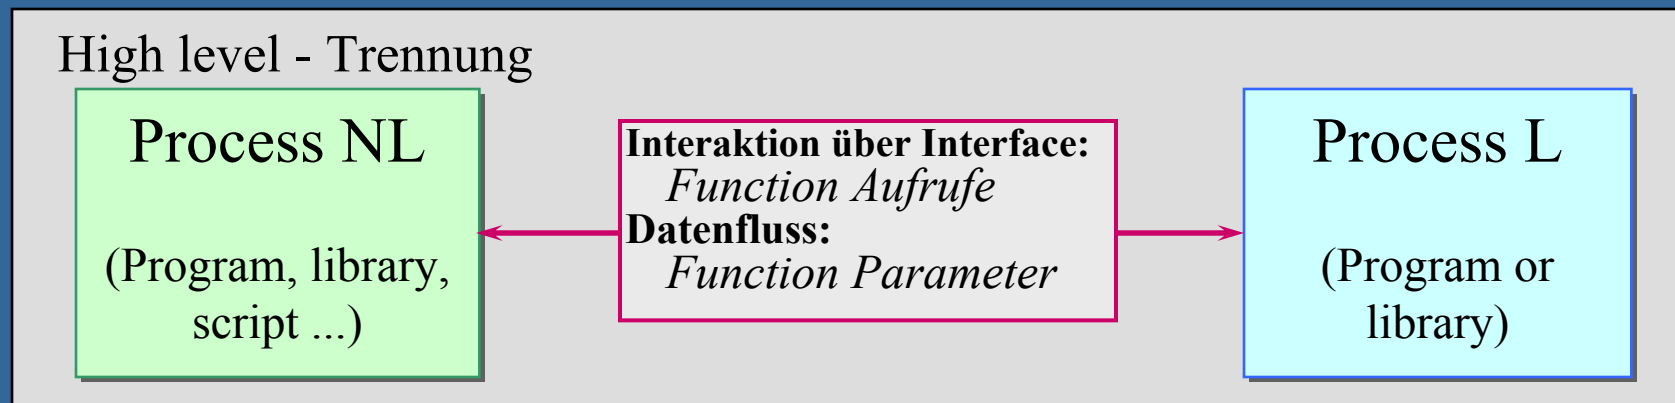 High level - Trennung
Process NL
(Program, library,
script ...)
Interaktion über Interface:
Function Aufrufe
Datenfluss:
Function Parameter
Process L
(Program or
library)